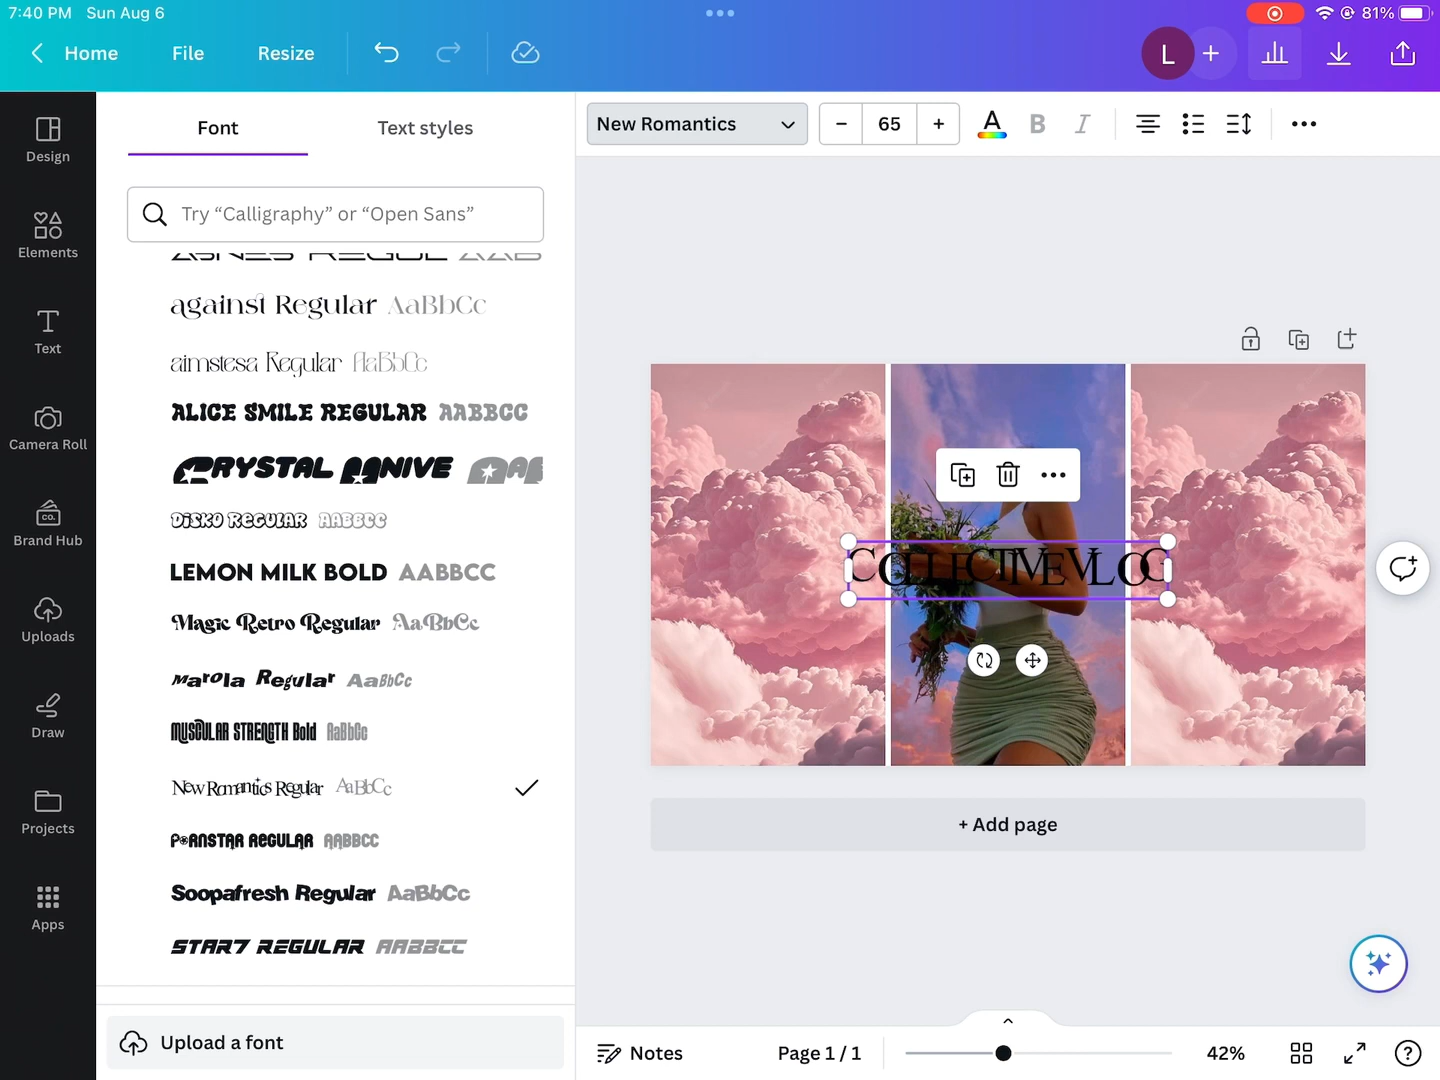 7:40 PM Sun Aug 6
81%
Home File Resize
L
Design
Elements
Text
Camera Roll
co.
Brand Hub
Uploads
Draw
Projects
Apps
Font Text styles
Try “Calligraphy” or “Open Sans”
against Regular AaBbCc
aimstesa Regular AaBbCc
ALICE SMILE REGULAR AABBCC
LEMON MILK BOLD AABBCC
DISKO REGULAR AABBCC
Magic Retro Regular AaBbCc
Marola Regular AaBbCc
MUSCULAR STRENGTH Bold AaBbCc
New Romantics Regular AaBbCc
PORNSTAR REGULAR AABBCC
Soopafresh Regular AaBbCc
START REGULAR AABBCC
Upload a font
New Romantics
65
A B I
COLLECTIVE VLOG
+ Add page
Notes
Page 1 / 1
42%
?